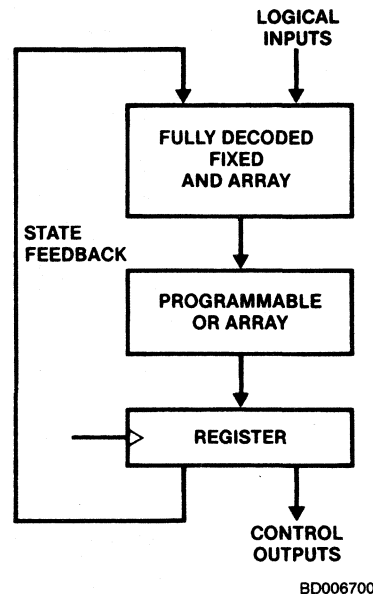 LOGICAL
INPUTS
FULLY DECODED
FIXED
AND ARRAY
STATE
FEEDBACK
PROGRAMMABLE
OR ARRAY
REGISTER
CONTROL
OUTPUTS
BD006700